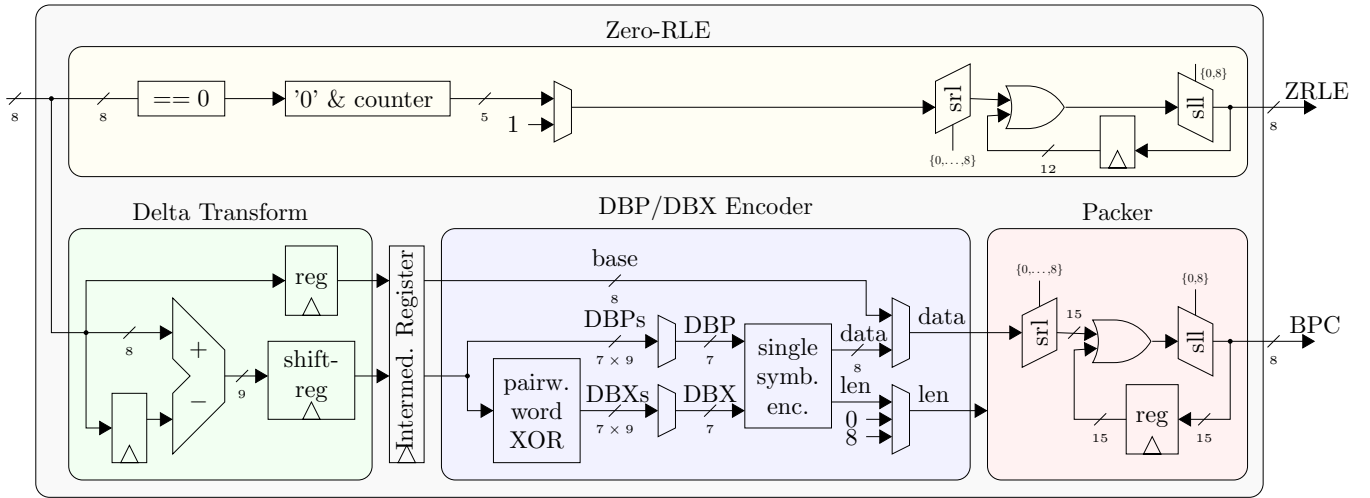 Zero-RLE
8
8
== 0
'0' & counter
5
1
{0,...,8}
srl
12
{0,8}
sll
8
ZRLE
Delta Transform
8
+
−
9
reg
shift-
reg
Intermed. Register
DBP/DBX Encoder
base
8
DBPs
7 × 9
DBP
7
pairw.
word
XOR
DBXs
7 × 9
DBX
7
single
symb.
enc.
data
8
len
0
8
data
len
Packer
{0,...,8}
srl
15
{0,8}
sll
15
reg
15
8
BPC